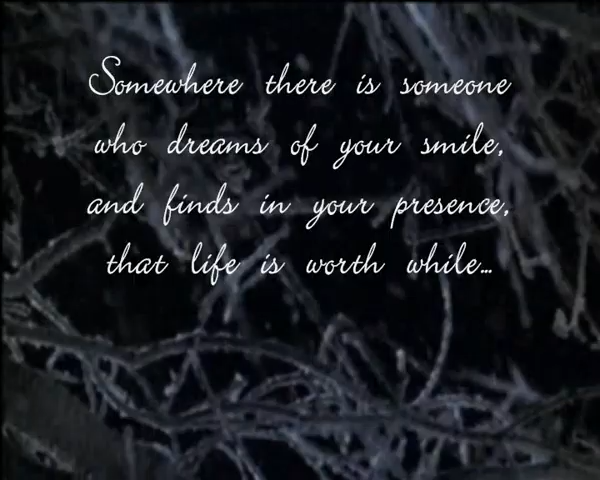 Somewhere there is someone
who dreams of your smile,
and finds in your presence,
that life is worth while...